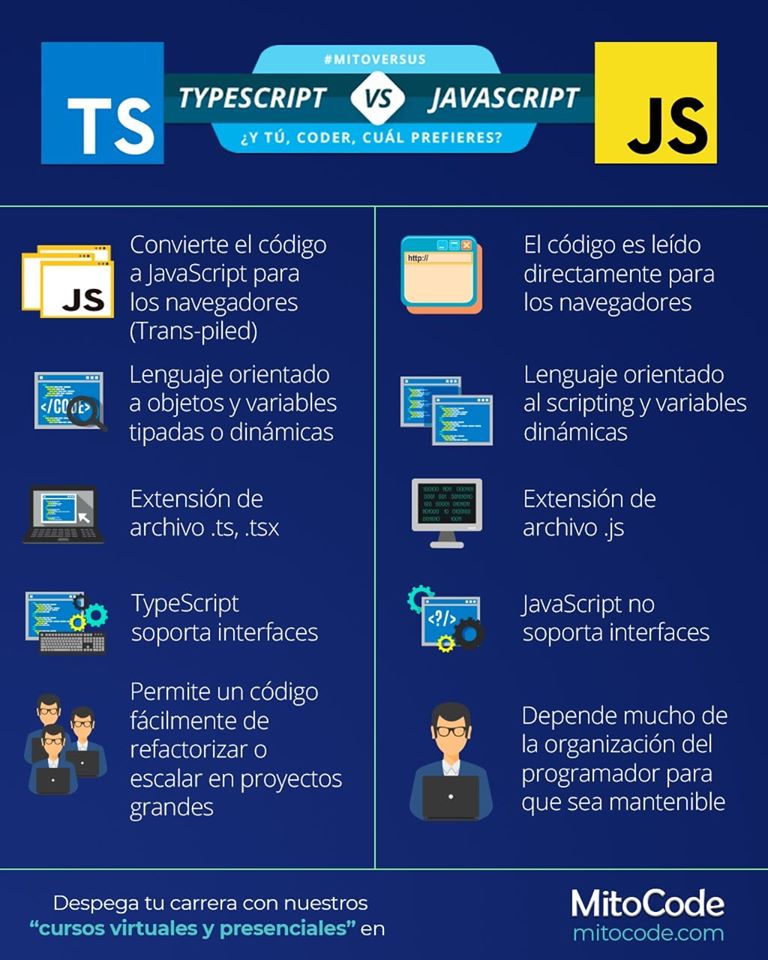 #MITOVERSUS
TS
TYPESCRIPT VS JAVASCRIPT
JS
¿Y TÚ, CODER, CUÁL PREFIERES?
JS
Convierte el código
a JavaScript para
los navegadores
(Trans-piled)
http://
El código es leído
directamente para
los navegadores
</CODE>
Lenguaje orientado
a objetos y variables
tipadas o dinámicas
Lenguaje orientado
al scripting y variables
dinámicas
Extensión de
archivo .ts, .tsx
Extensión de
archivo .js
TypeScript
soporta interfaces
<?/>
JavaScript no
soporta interfaces
Permite un código
fácilmente de
refactorizar o
escalar en proyectos
grandes
Depende mucho de
la organización del
programador para
que sea mantenible
Despega tu carrera con nuestros
“cursos virtuales y presenciales” en
MitoCode
mitocode.com